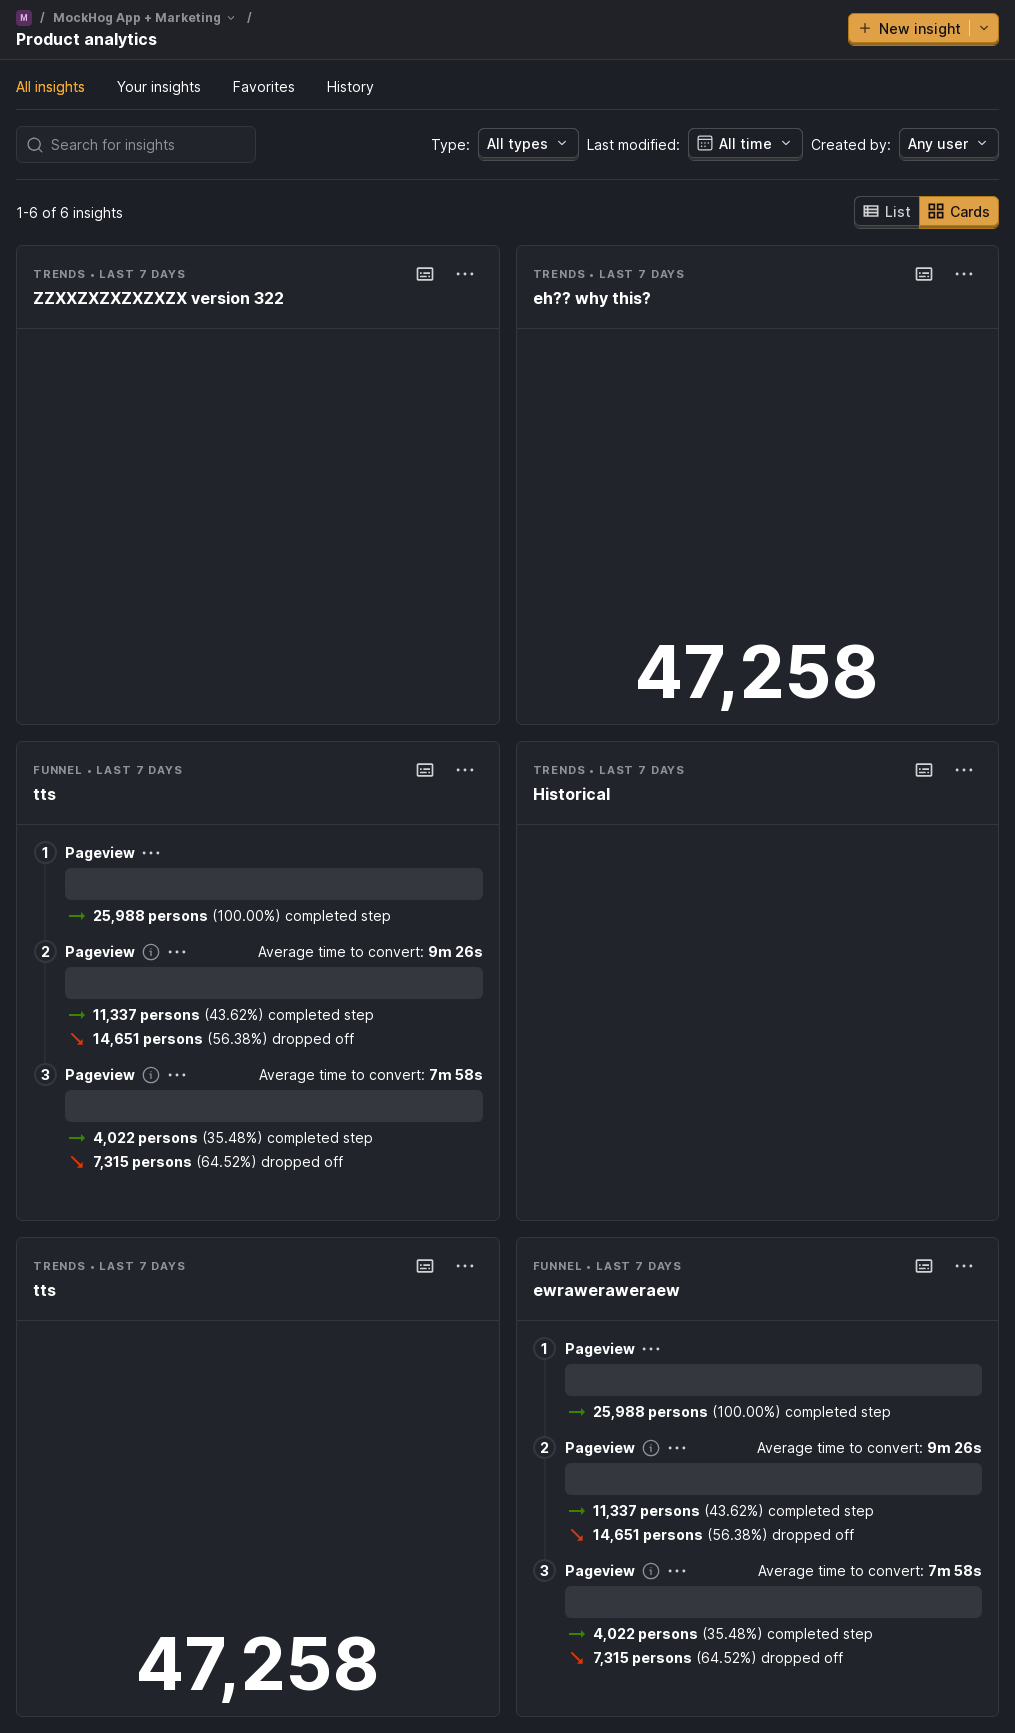 M / MockHog App + Marketing /
Product analytics
New insight
All insights Your insights Favorites History
Search for insights Type: All types Last modified: All time Created by: Any user
1-6 of 6 insights List Cards
TRENDS • LAST 7 DAYS
ZZXXZXZXZXZXZX version 322
TRENDS • LAST 7 DAYS
eh?? why this?
47,258
FUNNEL • LAST 7 DAYS
tts
1 Pageview
25,988 persons (100.00%) completed step
2 Pageview Average time to convert: 9m 26s
11,337 persons (43.62%) completed step
14,651 persons (56.38%) dropped off
3 Pageview Average time to convert: 7m 58s
4,022 persons (35.48%) completed step
7,315 persons (64.52%) dropped off
TRENDS • LAST 7 DAYS
Historical
TRENDS • LAST 7 DAYS
tts
47,258
FUNNEL • LAST 7 DAYS
ewraweraweraew
1 Pageview
25,988 persons (100.00%) completed step
2 Pageview Average time to convert: 9m 26s
11,337 persons (43.62%) completed step
14,651 persons (56.38%) dropped off
3 Pageview Average time to convert: 7m 58s
4,022 persons (35.48%) completed step
7,315 persons (64.52%) dropped off